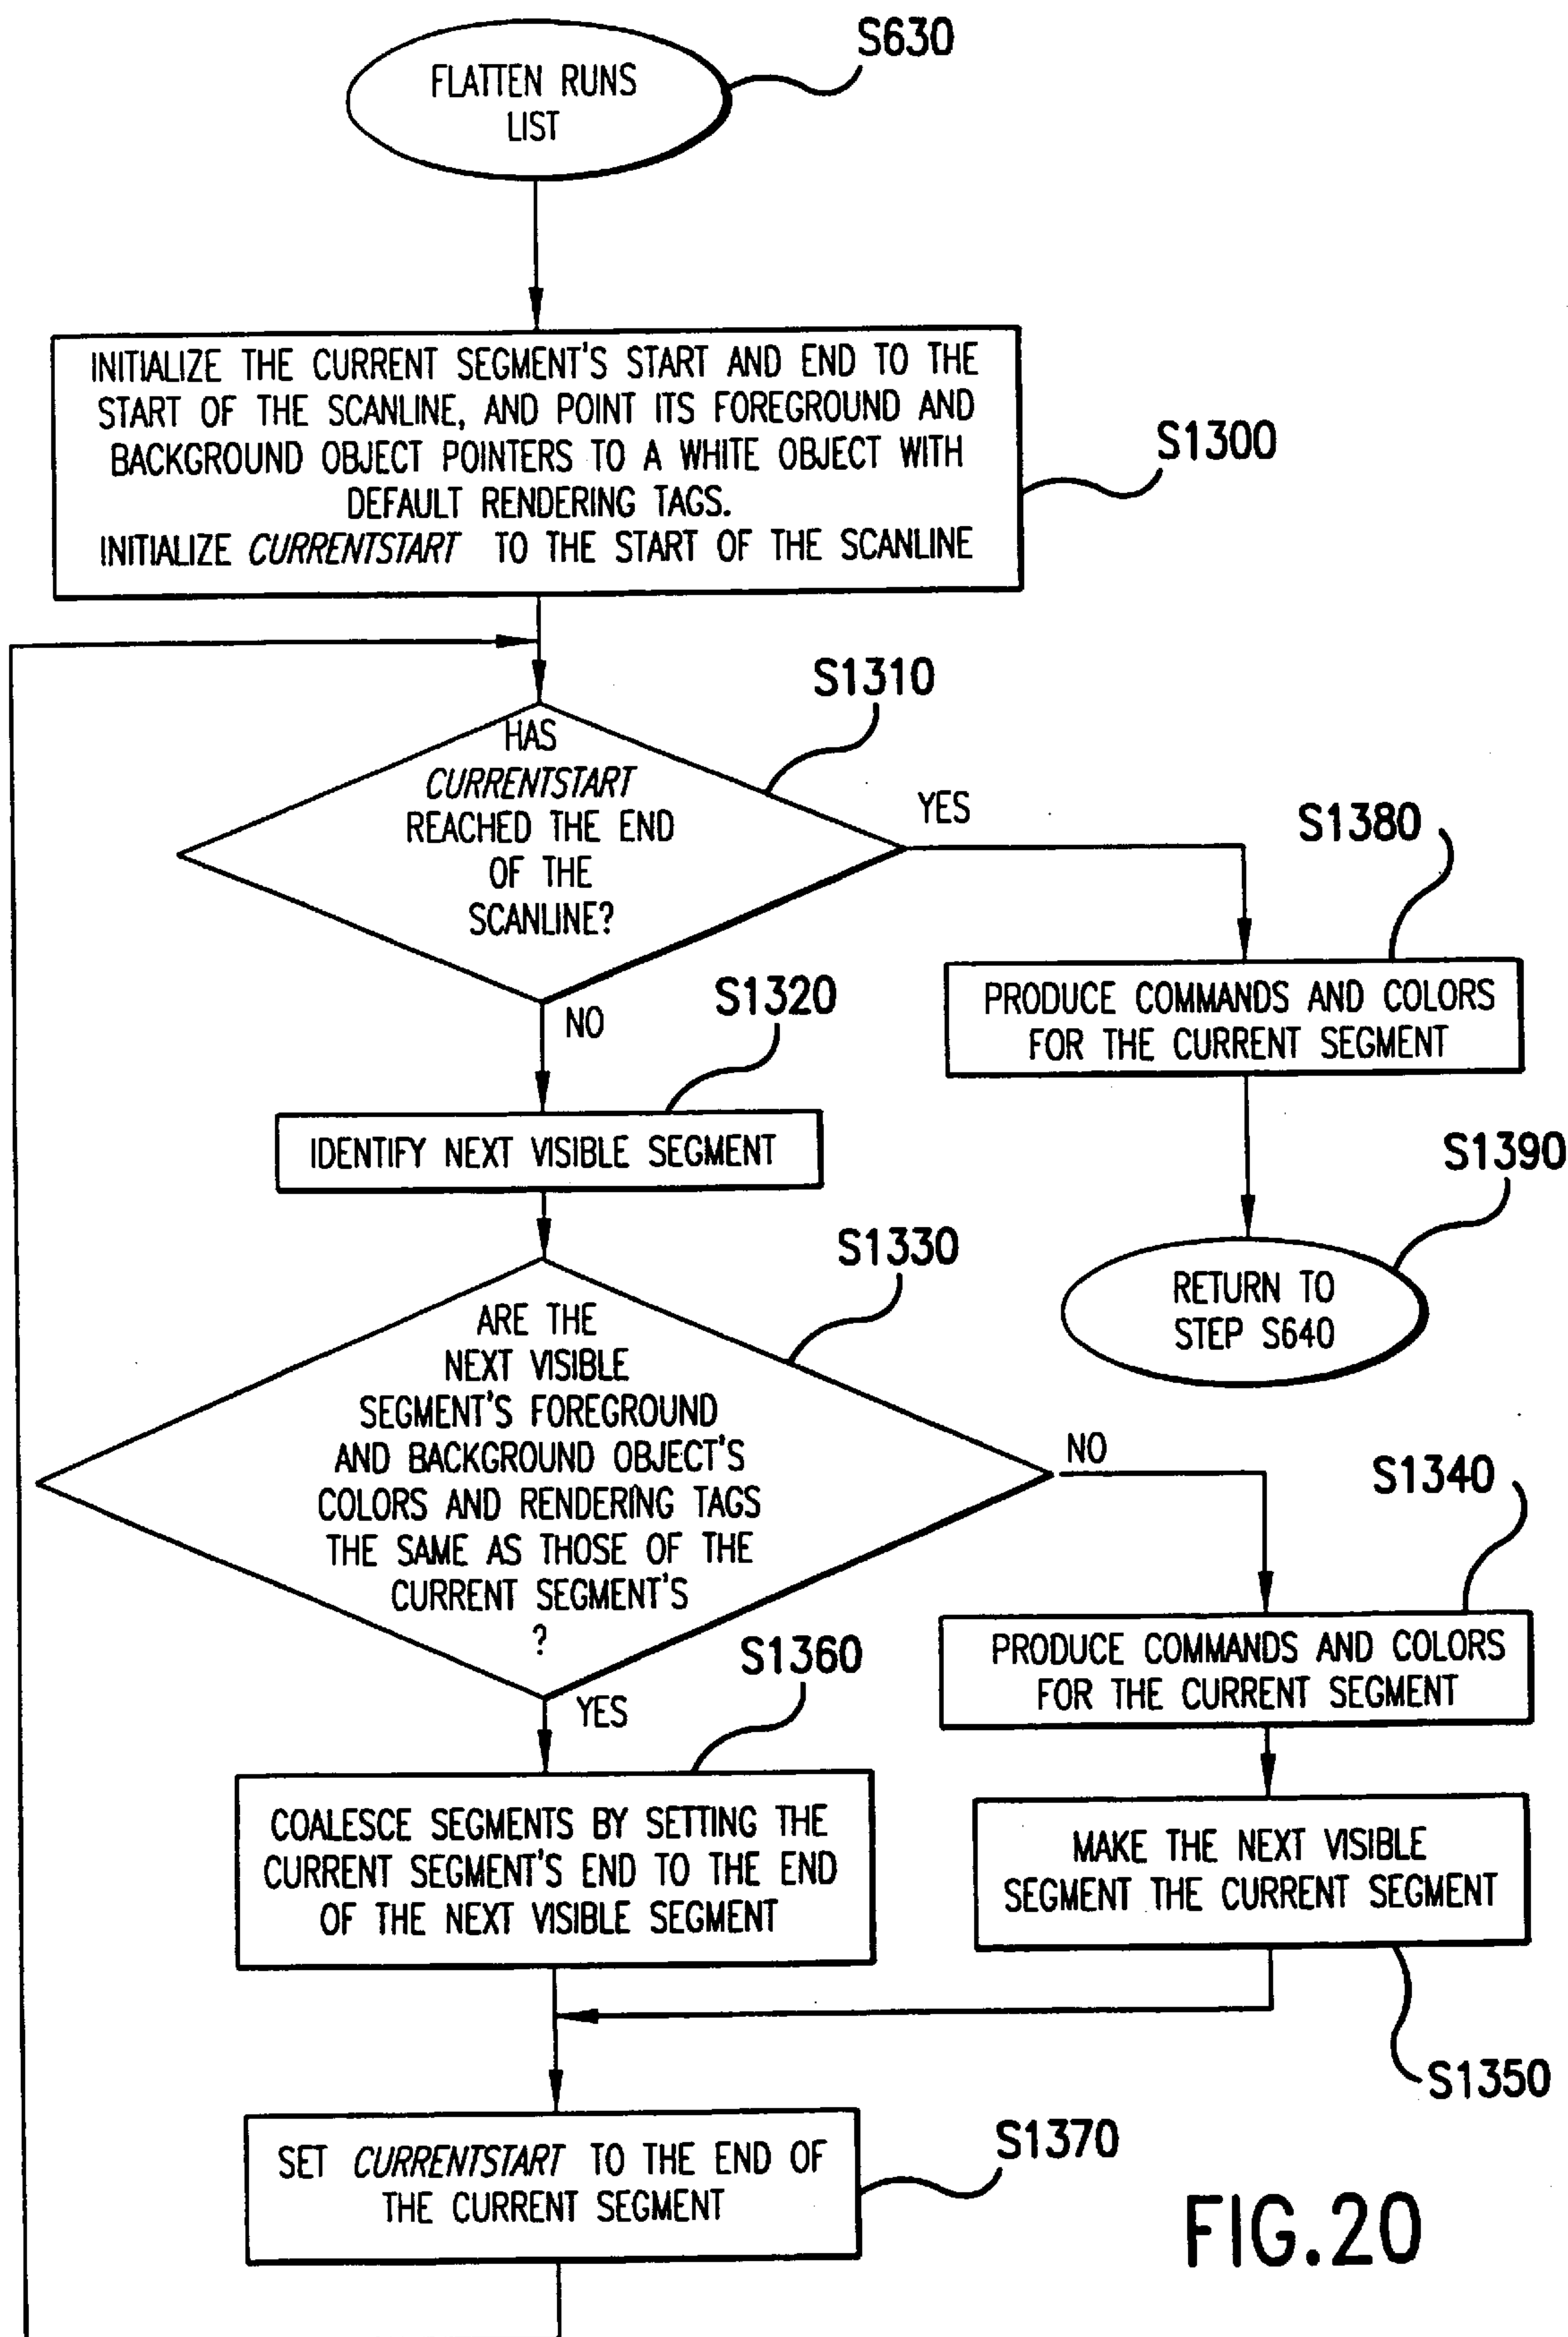 S630
FLATTEN RUNS
LIST
INITIALIZE THE CURRENT SEGMENT'S START AND END TO THE
START OF THE SCANLINE, AND POINT ITS FOREGROUND AND
BACKGROUND OBJECT POINTERS TO A WHITE OBJECT WITH
DEFAULT RENDERING TAGS.
INITIALIZE CURRENTSTART TO THE START OF THE SCANLINE
S1300
S1310
HAS
CURRENTSTART
REACHED THE END
OF THE
SCANLINE?
YES
S1380
PRODUCE COMMANDS AND COLORS
FOR THE CURRENT SEGMENT
NO
S1320
IDENTIFY NEXT VISIBLE SEGMENT
S1390
RETURN TO
STEP S640
S1330
ARE THE
NEXT VISIBLE
SEGMENT'S FOREGROUND
AND BACKGROUND OBJECT'S
COLORS AND RENDERING TAGS
THE SAME AS THOSE OF THE
CURRENT SEGMENT'S
?
NO
S1340
PRODUCE COMMANDS AND COLORS
FOR THE CURRENT SEGMENT
YES
S1360
COALESCE SEGMENTS BY SETTING THE
CURRENT SEGMENT'S END TO THE END
OF THE NEXT VISIBLE SEGMENT
MAKE THE NEXT VISIBLE
SEGMENT THE CURRENT SEGMENT
S1350
SET CURRENTSTART TO THE END OF
THE CURRENT SEGMENT
S1370
FIG.20